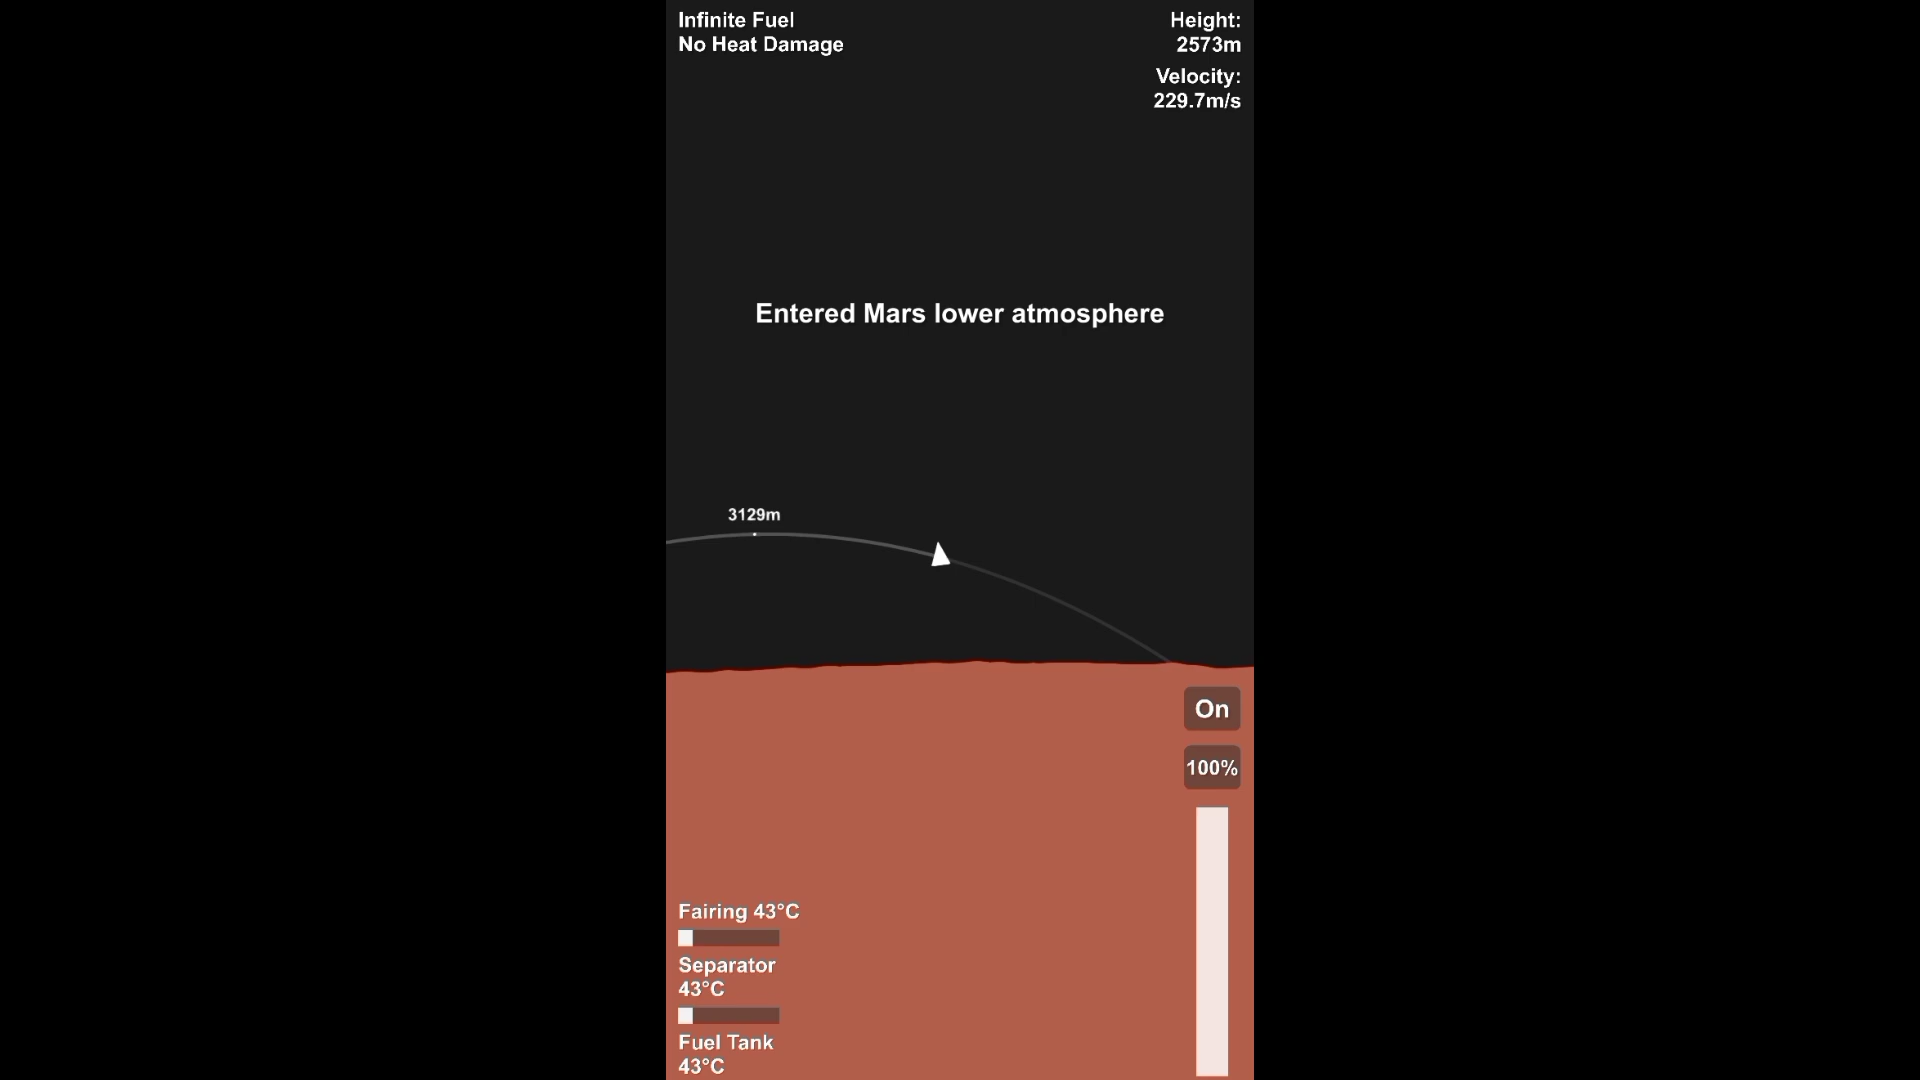 Infinite Fuel
No Heat Damage
Height:
2573m
Velocity:
229.7m/s
Entered Mars lower atmosphere
3129m
On
100%
Fairing 43°C
Separator
43°C
Fuel Tank
43°C